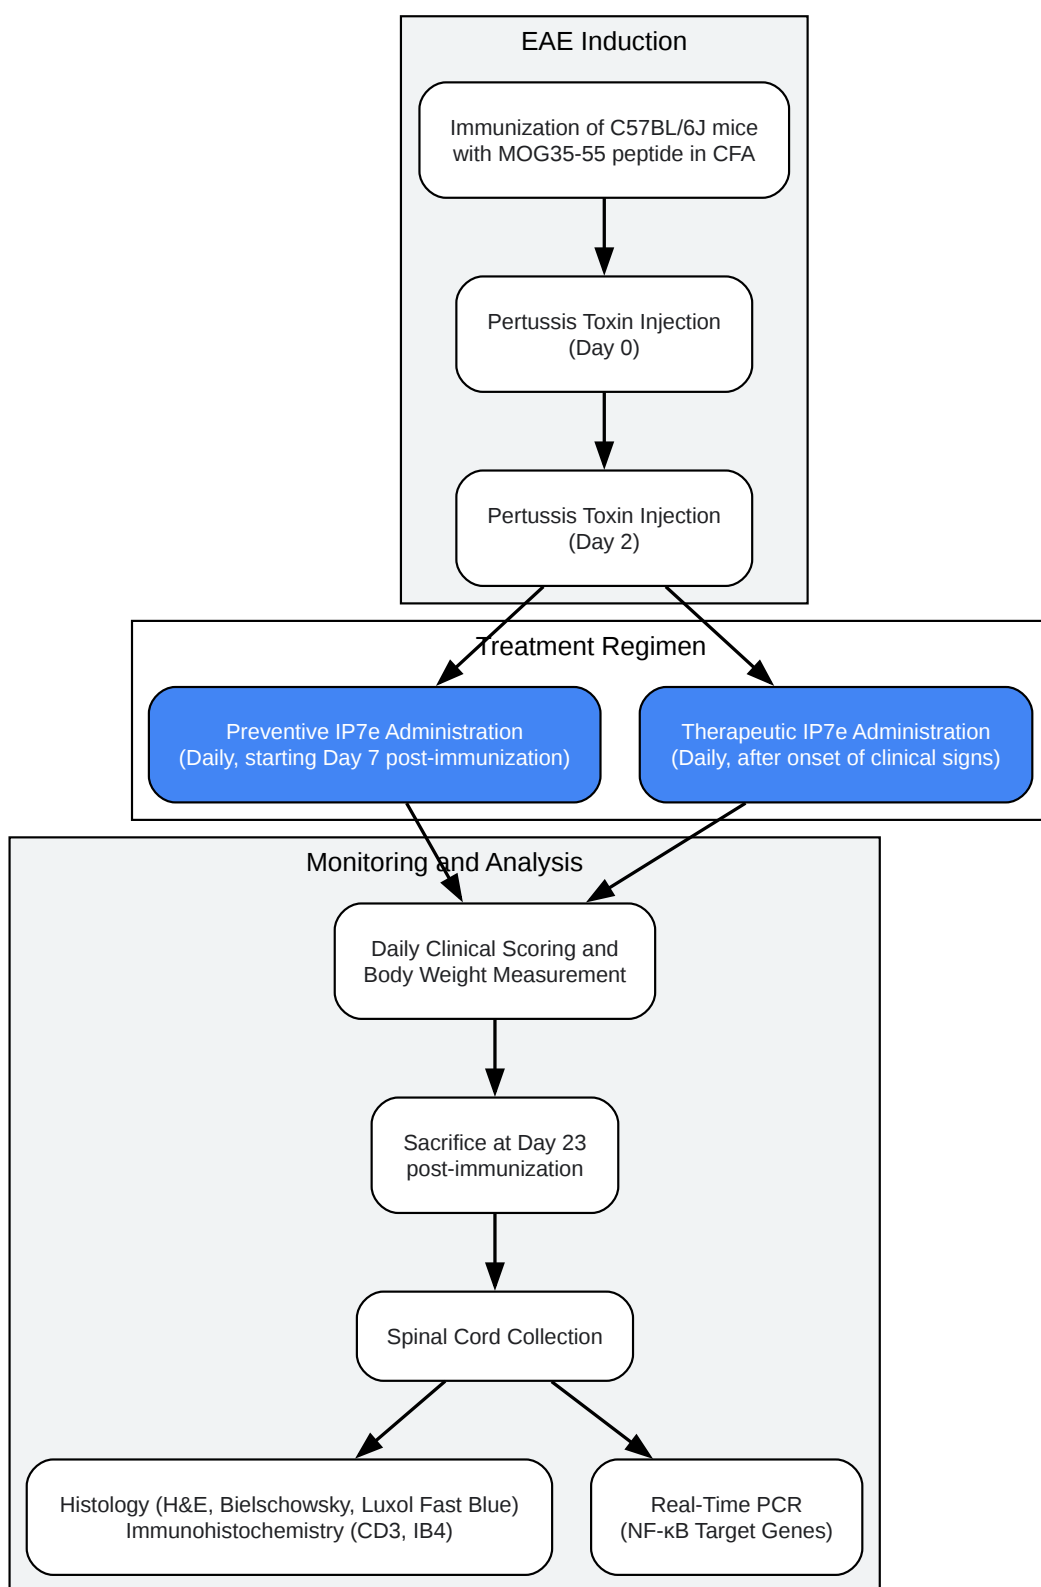 EAE Induction
Immunization of C57BL/6J mice
with MOG35-55 peptide in CFA
Pertussis Toxin Injection
(Day 0)
Pertussis Toxin Injection
(Day 2)
Treatment Regimen
Preventive IP7e Administration
(Daily, starting Day 7 post-immunization)
Therapeutic IP7e Administration
(Daily, after onset of clinical signs)
Monitoring and Analysis
Daily Clinical Scoring and
Body Weight Measurement
Sacrifice at Day 23
post-immunization
Spinal Cord Collection
Histology (H&E, Bielschowsky, Luxol Fast Blue)
Immunohistochemistry (CD3, IB4)
Real-Time PCR
(NF-κB Target Genes)